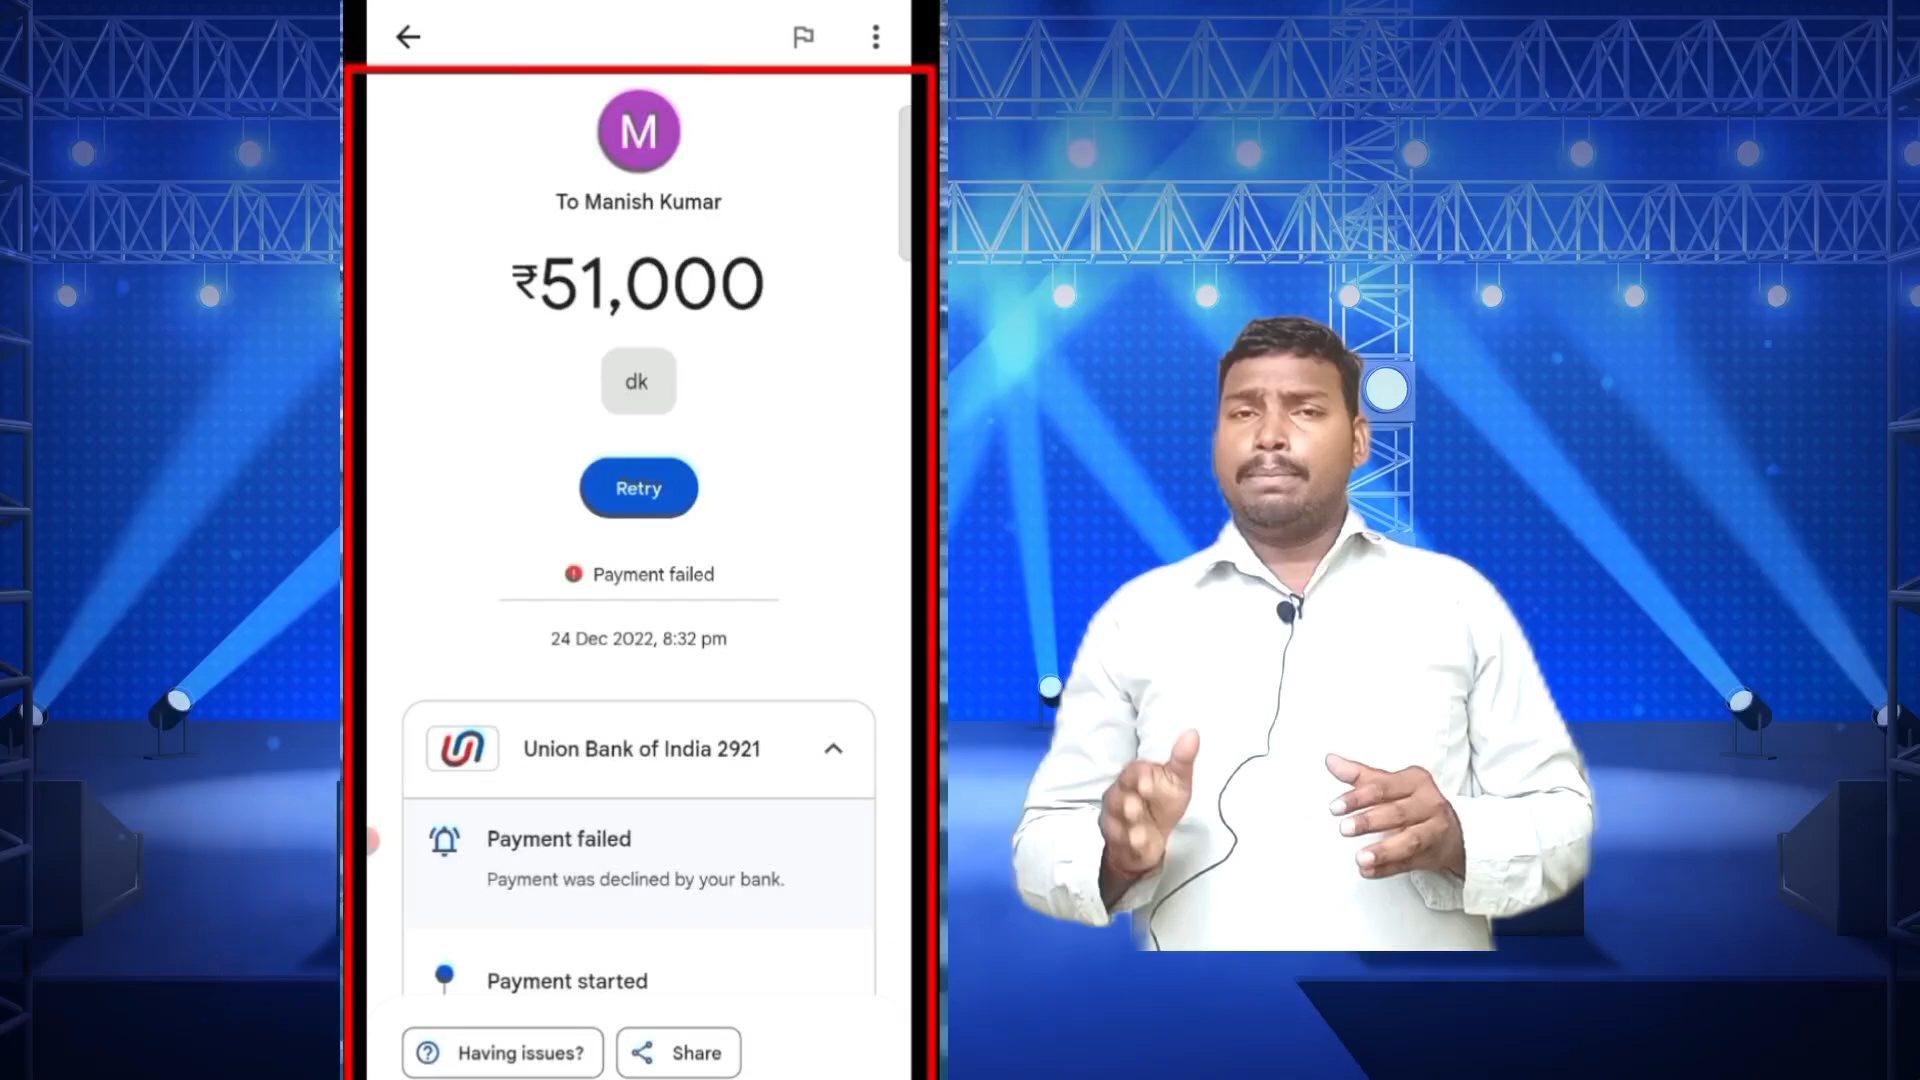 M
To Manish Kumar
₹51,000
dk
Retry
Payment failed
24 Dec 2022, 8:32 pm
Union Bank of India 2921
Payment failed
Payment was declined by your bank.
Payment started
Having issues?
Share